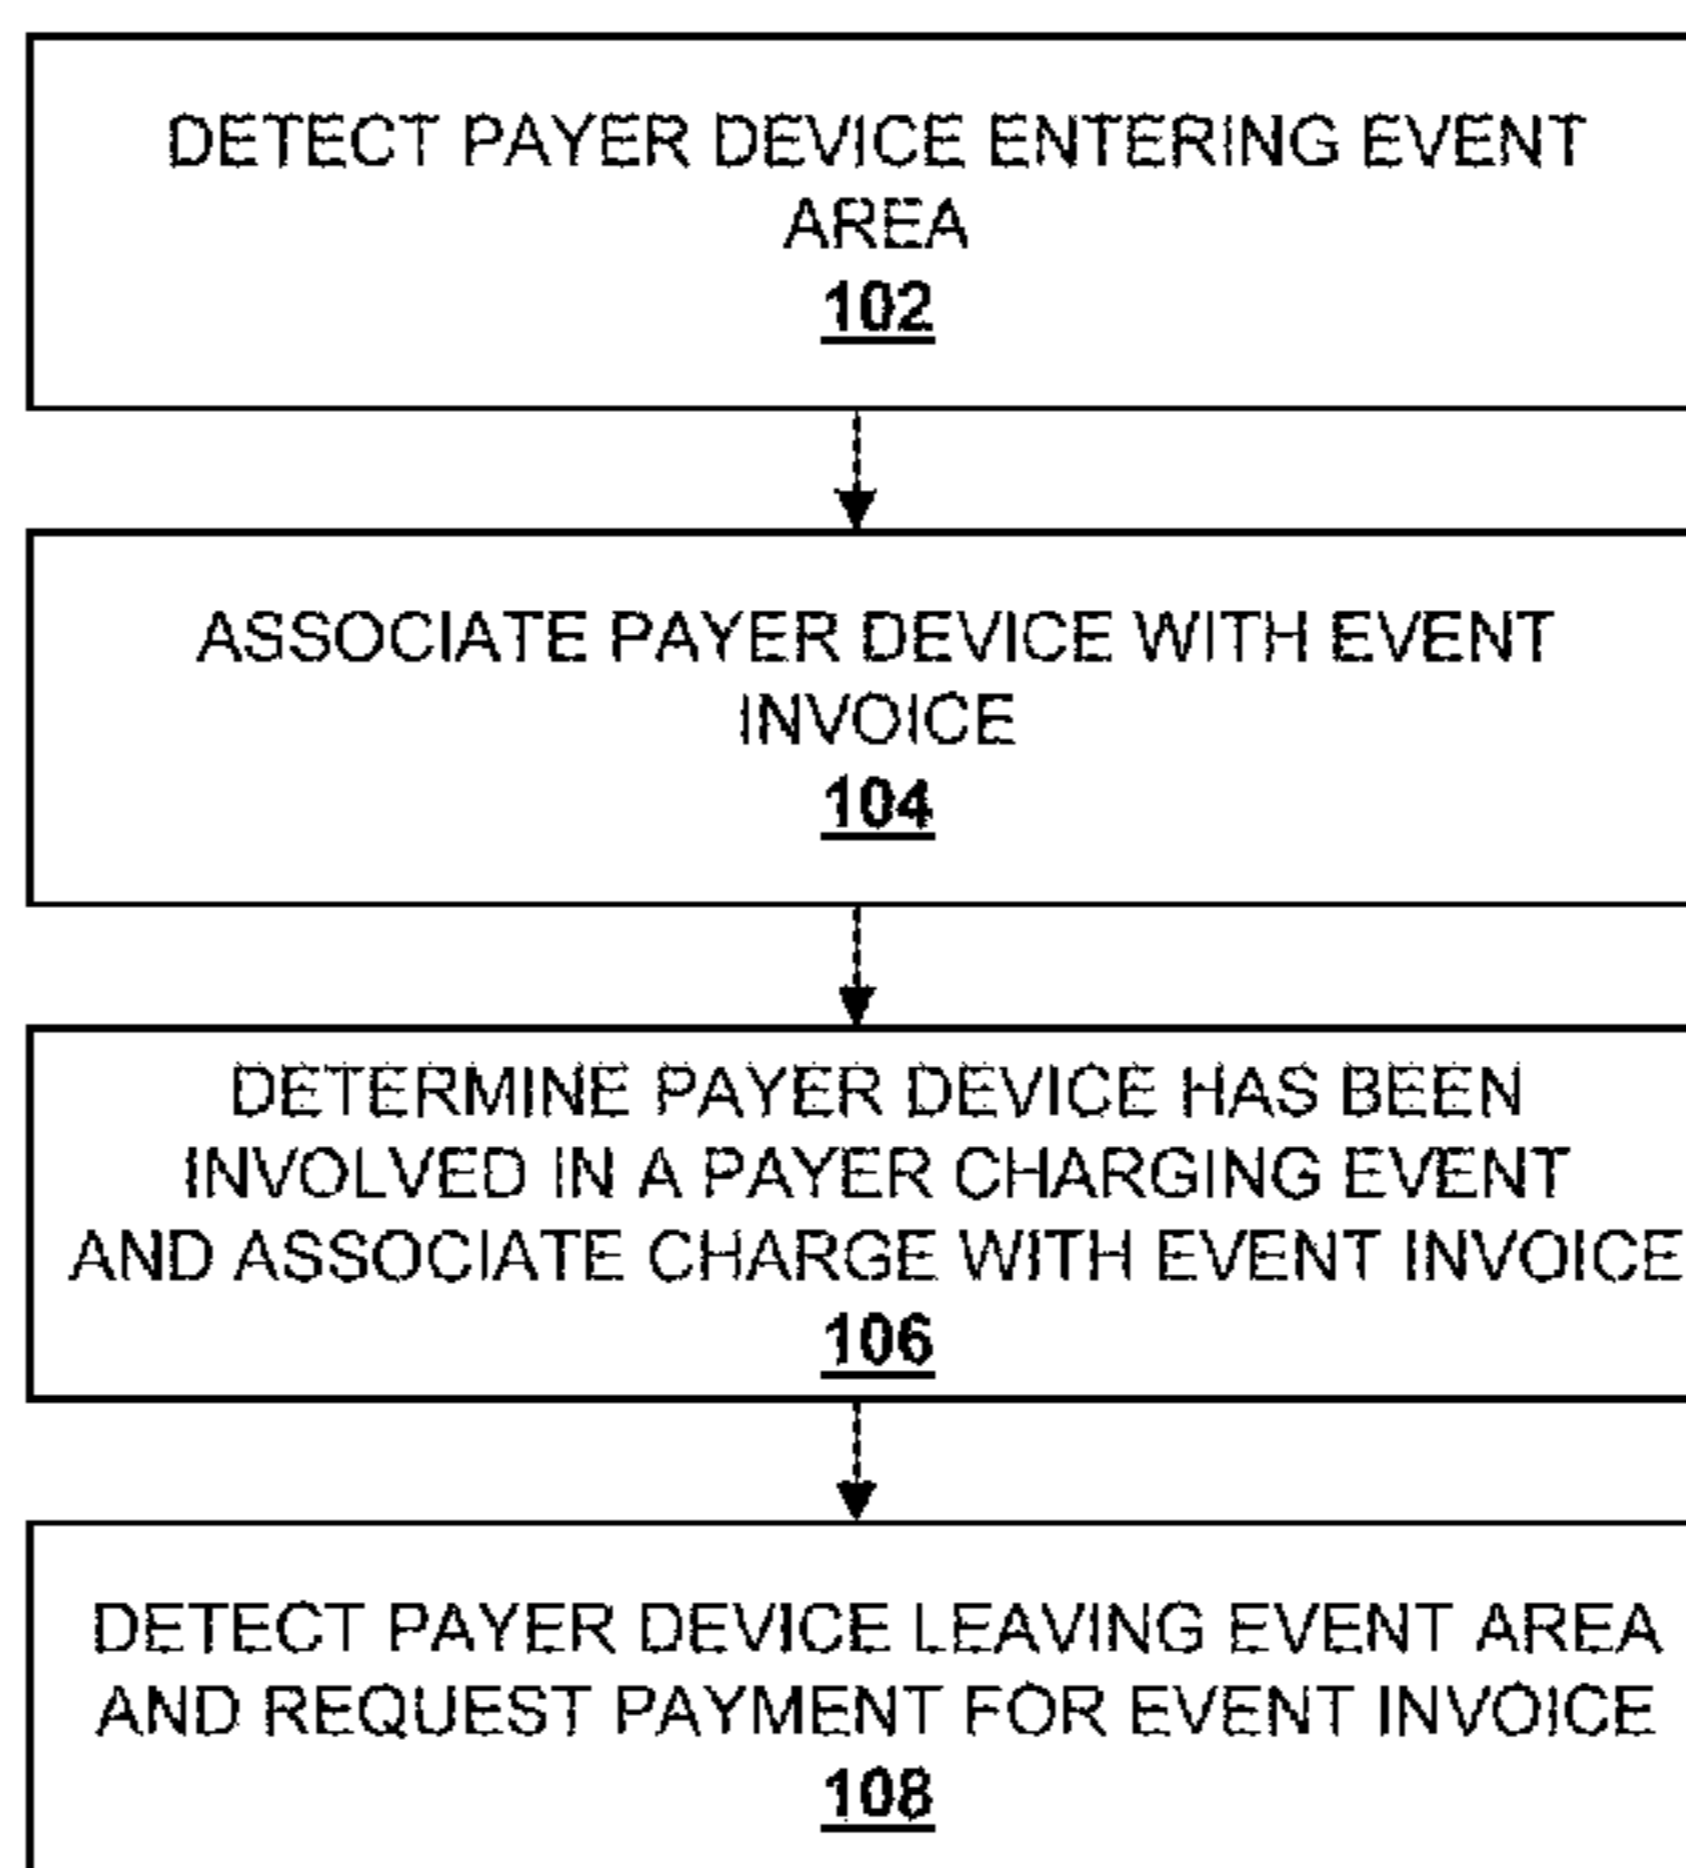 DETECT PAYER DEVICE ENTERING EVENT
AREA
102
ASSOCIATE PAYER DEVICE WITH EVENT
INVOICE
104
DETERMINE PAYER DEVICE HAS BEEN
INVOLVED IN A PAYER CHARGING EVENT
AND ASSOCIATE CHARGE WITH EVENT INVOICE
106
DETECT PAYER DEVICE LEAVING EVENT AREA
AND REQUEST PAYMENT FOR EVENT INVOICE
108